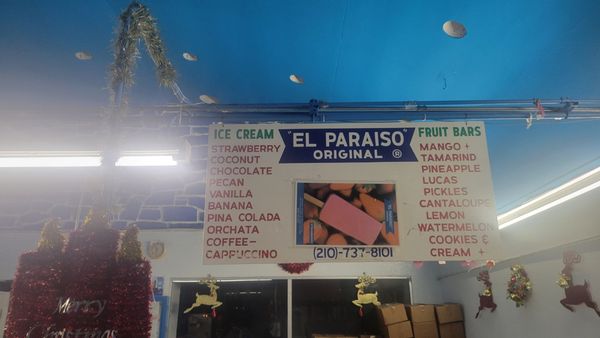 ICE CREAM
STRAWBERRY
COCONUT
CHOCOLATE
PECAN
VANILLA
BANANA
PINA COLADA
ORCHATA
COFFEE-
CAPPUCCINO
"EL PARAISO"
ORIGINAL ®
(210)-737-8101
FRUIT BARS
MANGO +
TAMARIND
PINEAPPLE
LUCAS
PICKLES
CANTALOUPE
LEMON
WATERMELON
COOKIES &
CREAM +
Merry
Christmas